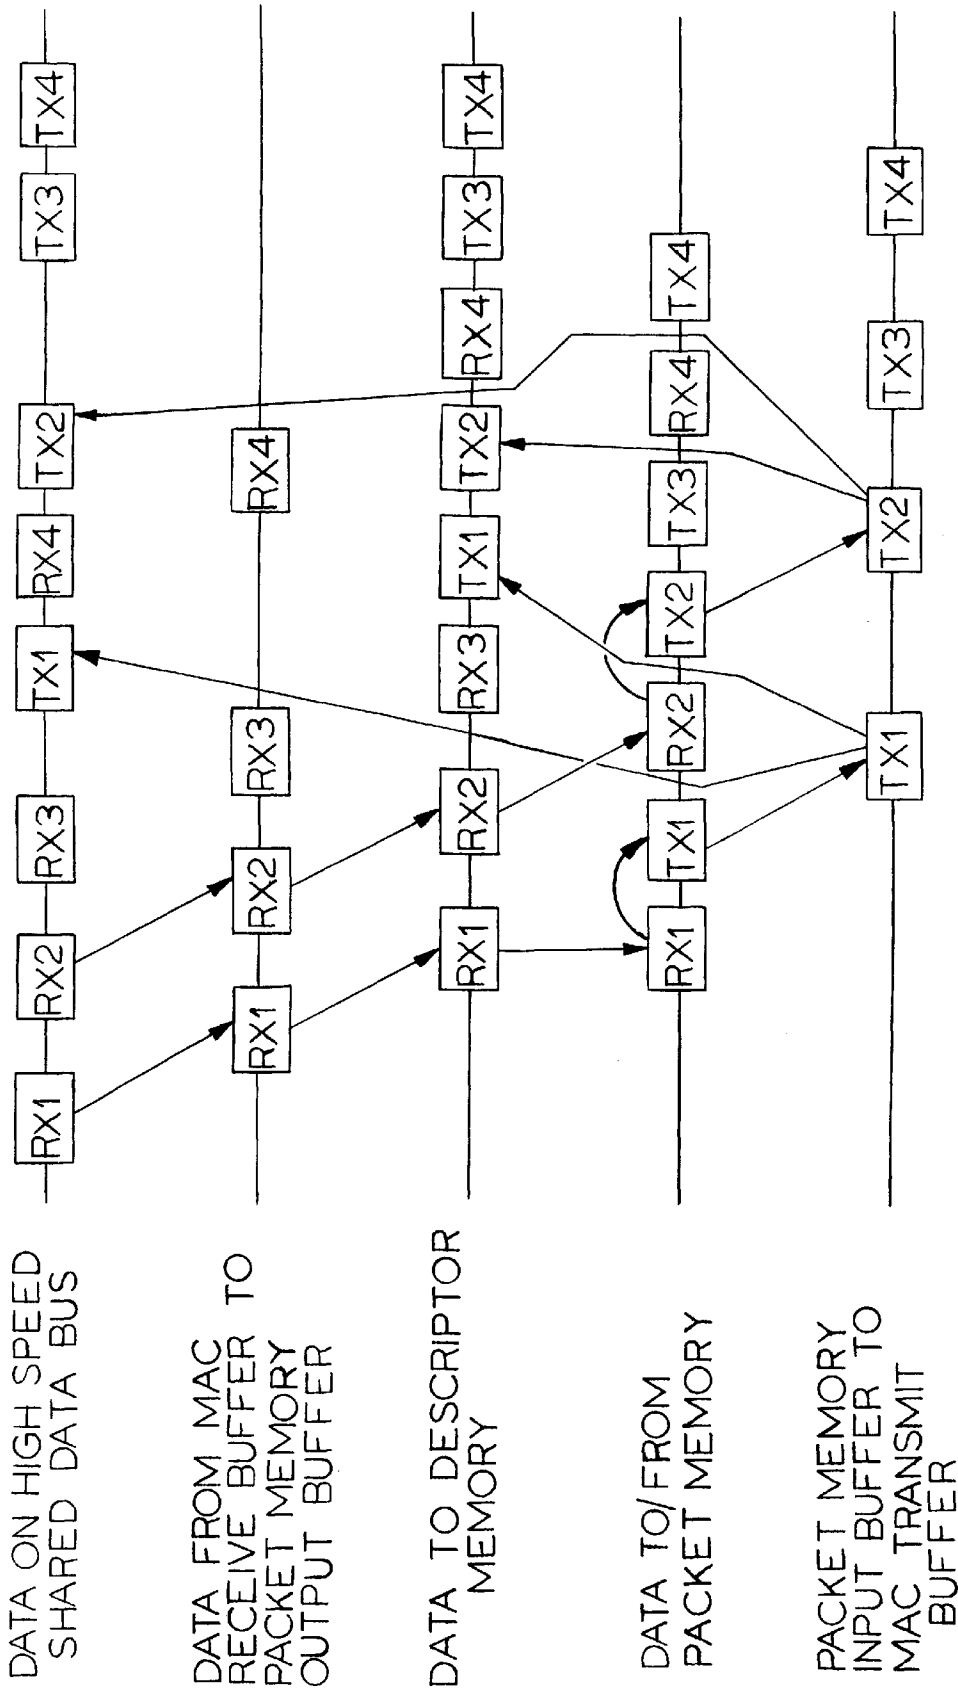 DATA ON HIGH SPEED
SHARED DATA BUS
RX1 RX2 RX3 TX1 RX4 TX2 TX3 TX4
DATA FROM MAC
RECEIVE BUFFER TO
PACKET MEMORY
OUTPUT BUFFER
RX1 RX2 RX3 RX4
DATA TO DESCRIPTOR
MEMORY
RX1 RX2 RX3 TX1 TX2 RX4 TX3 TX4
DATA TO/FROM
PACKET MEMORY
RX1 TX1 RX2 TX2 TX3 RX4 TX4
PACKET MEMORY
INPUT BUFFER TO
MAC TRANSMIT
BUFFER
TX1 TX2 TX3 TX4